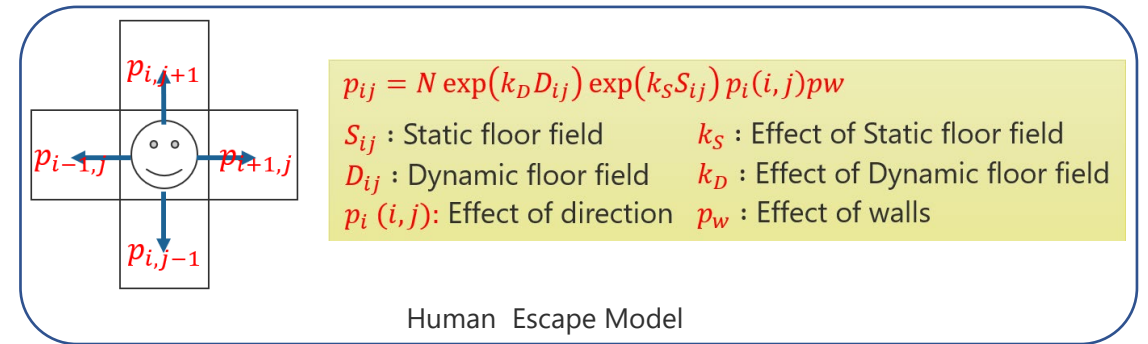 p_{i,j+1}
p_{i-1,j} p_{i+1,j}
p_{i,j-1}
p_{ij} = N exp(k_D D_{ij}) exp(k_S S_{ij}) p_i(i,j)pw
S_{ij} : Static floor field k_S : Effect of Static floor field
D_{ij} : Dynamic floor field k_D : Effect of Dynamic floor field
p_i (i,j): Effect of direction p_w : Effect of walls
Human Escape Model